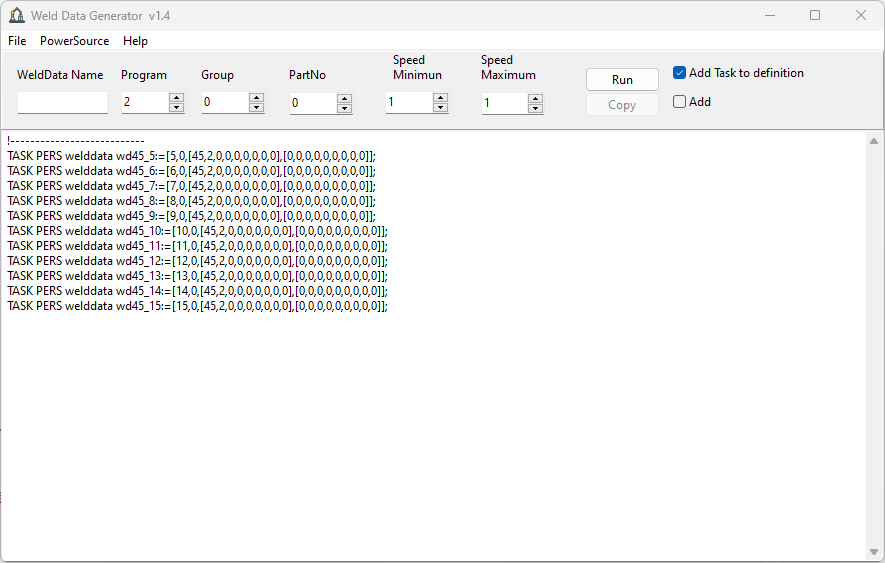 Weld Data Generator v1.4
File PowerSource Help
WeldData Name Program Group PartNo Speed Minimun Speed Maximum
2 0 0 1 1
Run
Copy
Add Task to definition
Add
!----------------------------
TASK PERS welddata wd45_5:=[5,0,[45,2,0,0,0,0,0,0,0],[0,0,0,0,0,0,0,0,0]];
TASK PERS welddata wd45_6:=[6,0,[45,2,0,0,0,0,0,0,0],[0,0,0,0,0,0,0,0,0]];
TASK PERS welddata wd45_7:=[7,0,[45,2,0,0,0,0,0,0,0],[0,0,0,0,0,0,0,0,0]];
TASK PERS welddata wd45_8:=[8,0,[45,2,0,0,0,0,0,0,0],[0,0,0,0,0,0,0,0,0]];
TASK PERS welddata wd45_9:=[9,0,[45,2,0,0,0,0,0,0,0],[0,0,0,0,0,0,0,0,0]];
TASK PERS welddata wd45_10:=[10,0,[45,2,0,0,0,0,0,0,0],[0,0,0,0,0,0,0,0,0]];
TASK PERS welddata wd45_11:=[11,0,[45,2,0,0,0,0,0,0,0],[0,0,0,0,0,0,0,0,0]];
TASK PERS welddata wd45_12:=[12,0,[45,2,0,0,0,0,0,0,0],[0,0,0,0,0,0,0,0,0]];
TASK PERS welddata wd45_13:=[13,0,[45,2,0,0,0,0,0,0,0],[0,0,0,0,0,0,0,0,0]];
TASK PERS welddata wd45_14:=[14,0,[45,2,0,0,0,0,0,0,0],[0,0,0,0,0,0,0,0,0]];
TASK PERS welddata wd45_15:=[15,0,[45,2,0,0,0,0,0,0,0],[0,0,0,0,0,0,0,0,0]];